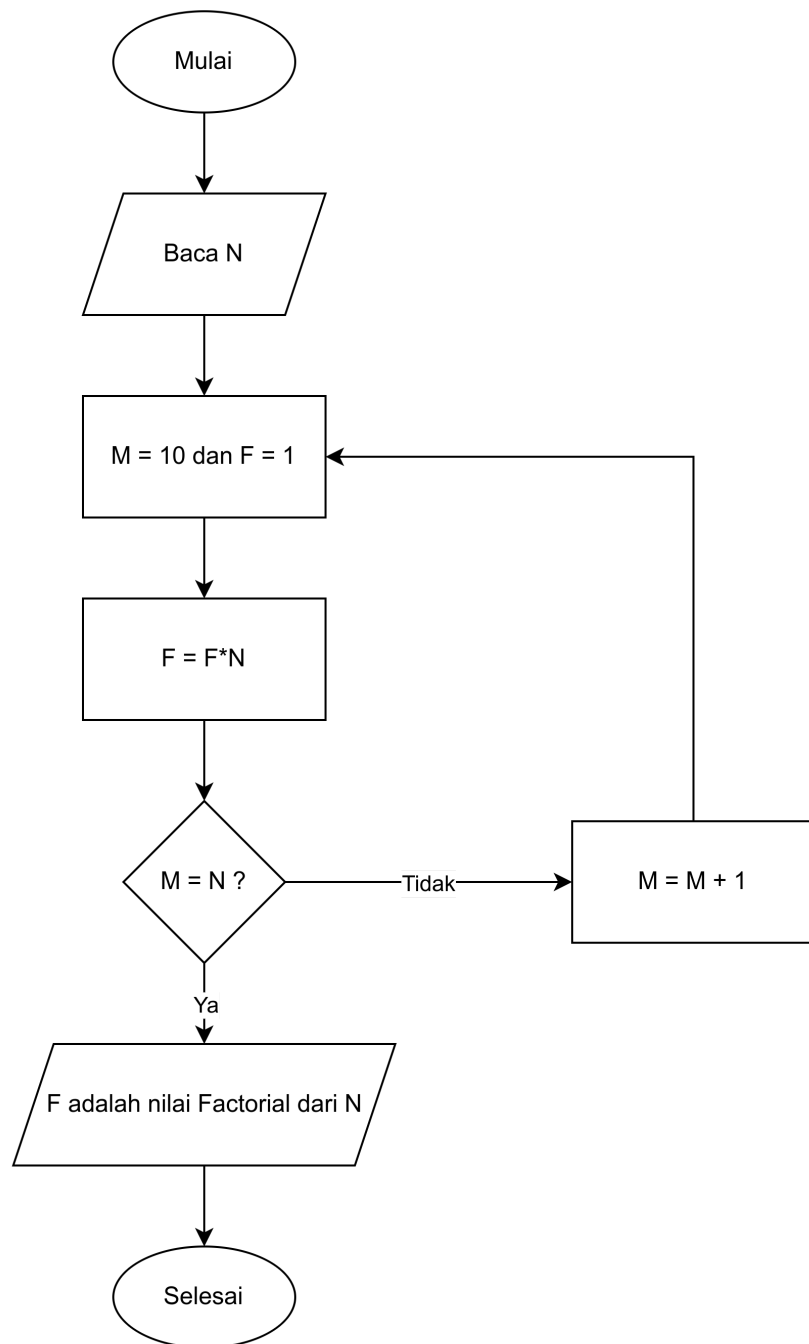 Mulai
Baca N
M = 10 dan F = 1
F = F*N
M = N ?
Tidak
M = M + 1
Ya
F adalah nilai Factorial dari N
Selesai